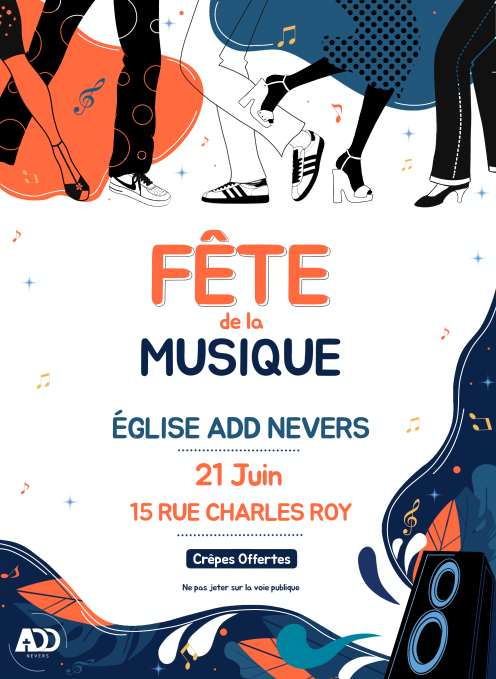 FÊTE
de la
MUSIQUE
ÉGLISE ADD NEVERS
21 Juin
15 RUE CHARLES ROY
Crêpes Offertes
Ne pas jeter sur la voie publique
ADD
NEVERS